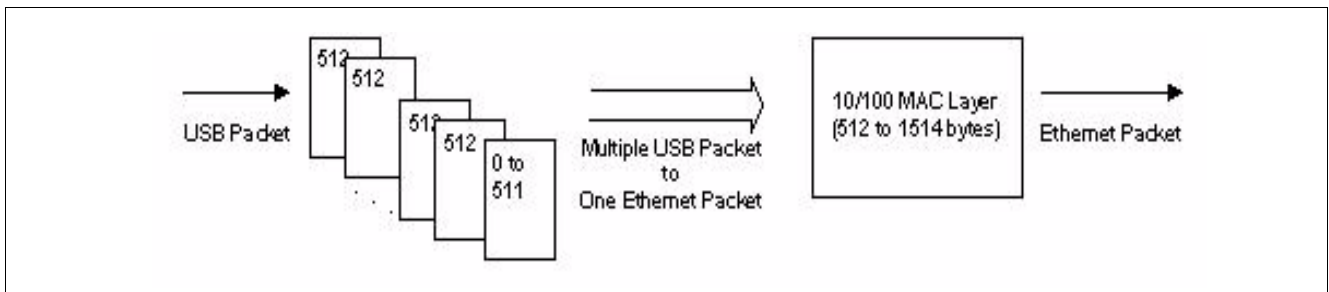 512
512
512
512
0 to
511
USB Packet
Multiple USB Packet
to
One Ethernet Packet
10/100 MAC Layer
(512 to 1514 bytes)
Ethernet Packet